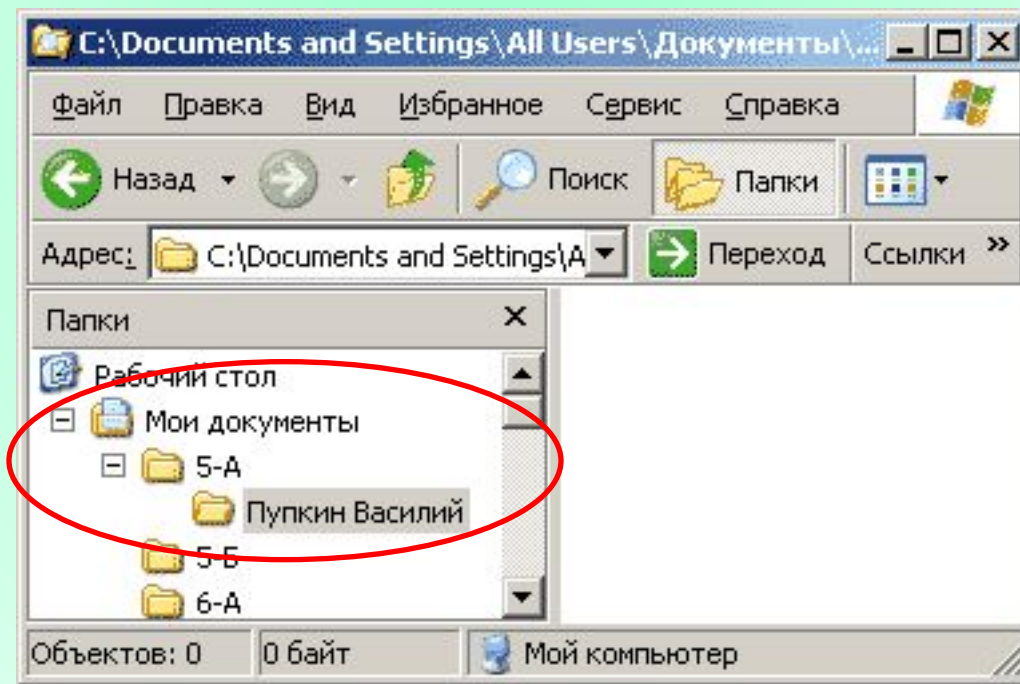 C:\Documents and Settings\All Users\Документы\...
Файл Правка Вид Избранное Сервис Справка
Назад Поиск Папки
Адрес: C:\Documents and Settings\A Переход Ссылки »
Папки
Рабочий стол
Мои документы
5-А
Пупкин Василий
5-Б
6-А
Объектов: 0 0 байт Мой компьютер